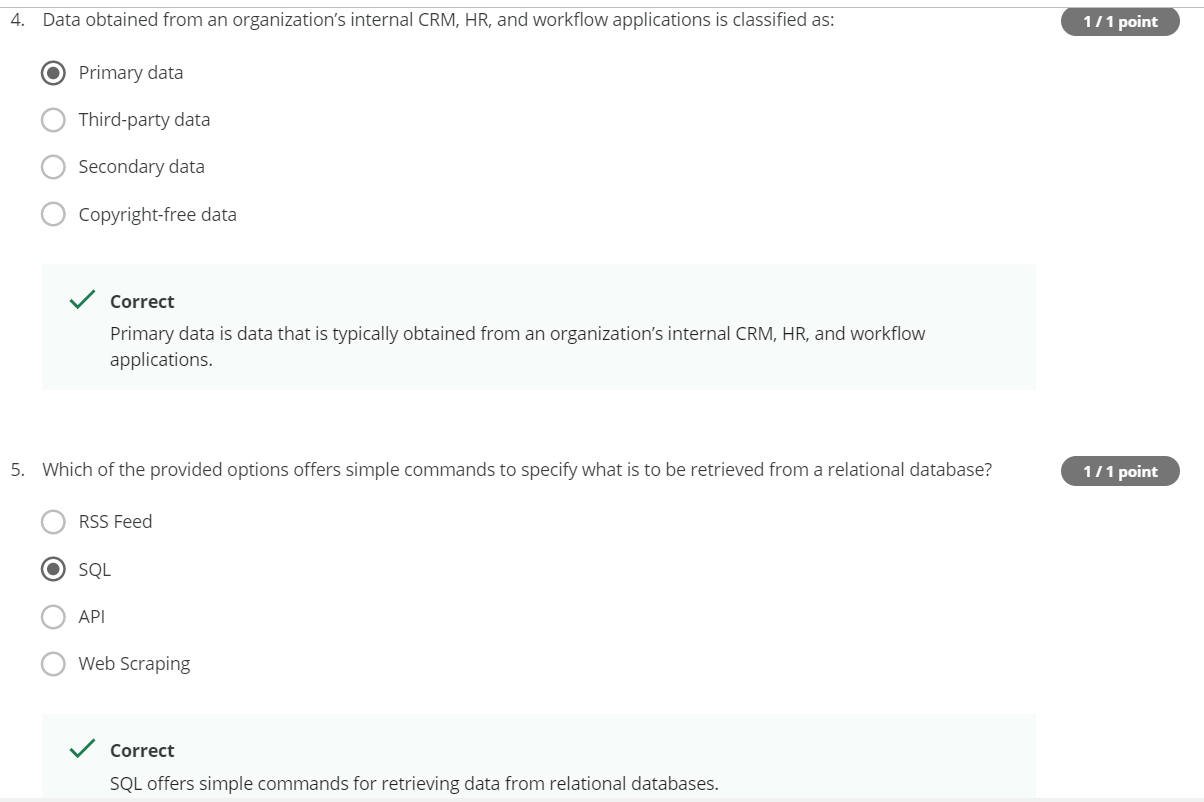 4. Data obtained from an organization’s internal CRM, HR, and workflow applications is classified as:
1 / 1 point
Primary data
Third-party data
Secondary data
Copyright-free data
Correct
Primary data is data that is typically obtained from an organization’s internal CRM, HR, and workflow
applications.
5. Which of the provided options offers simple commands to specify what is to be retrieved from a relational database?
1 / 1 point
RSS Feed
SQL
API
Web Scraping
Correct
SQL offers simple commands for retrieving data from relational databases.